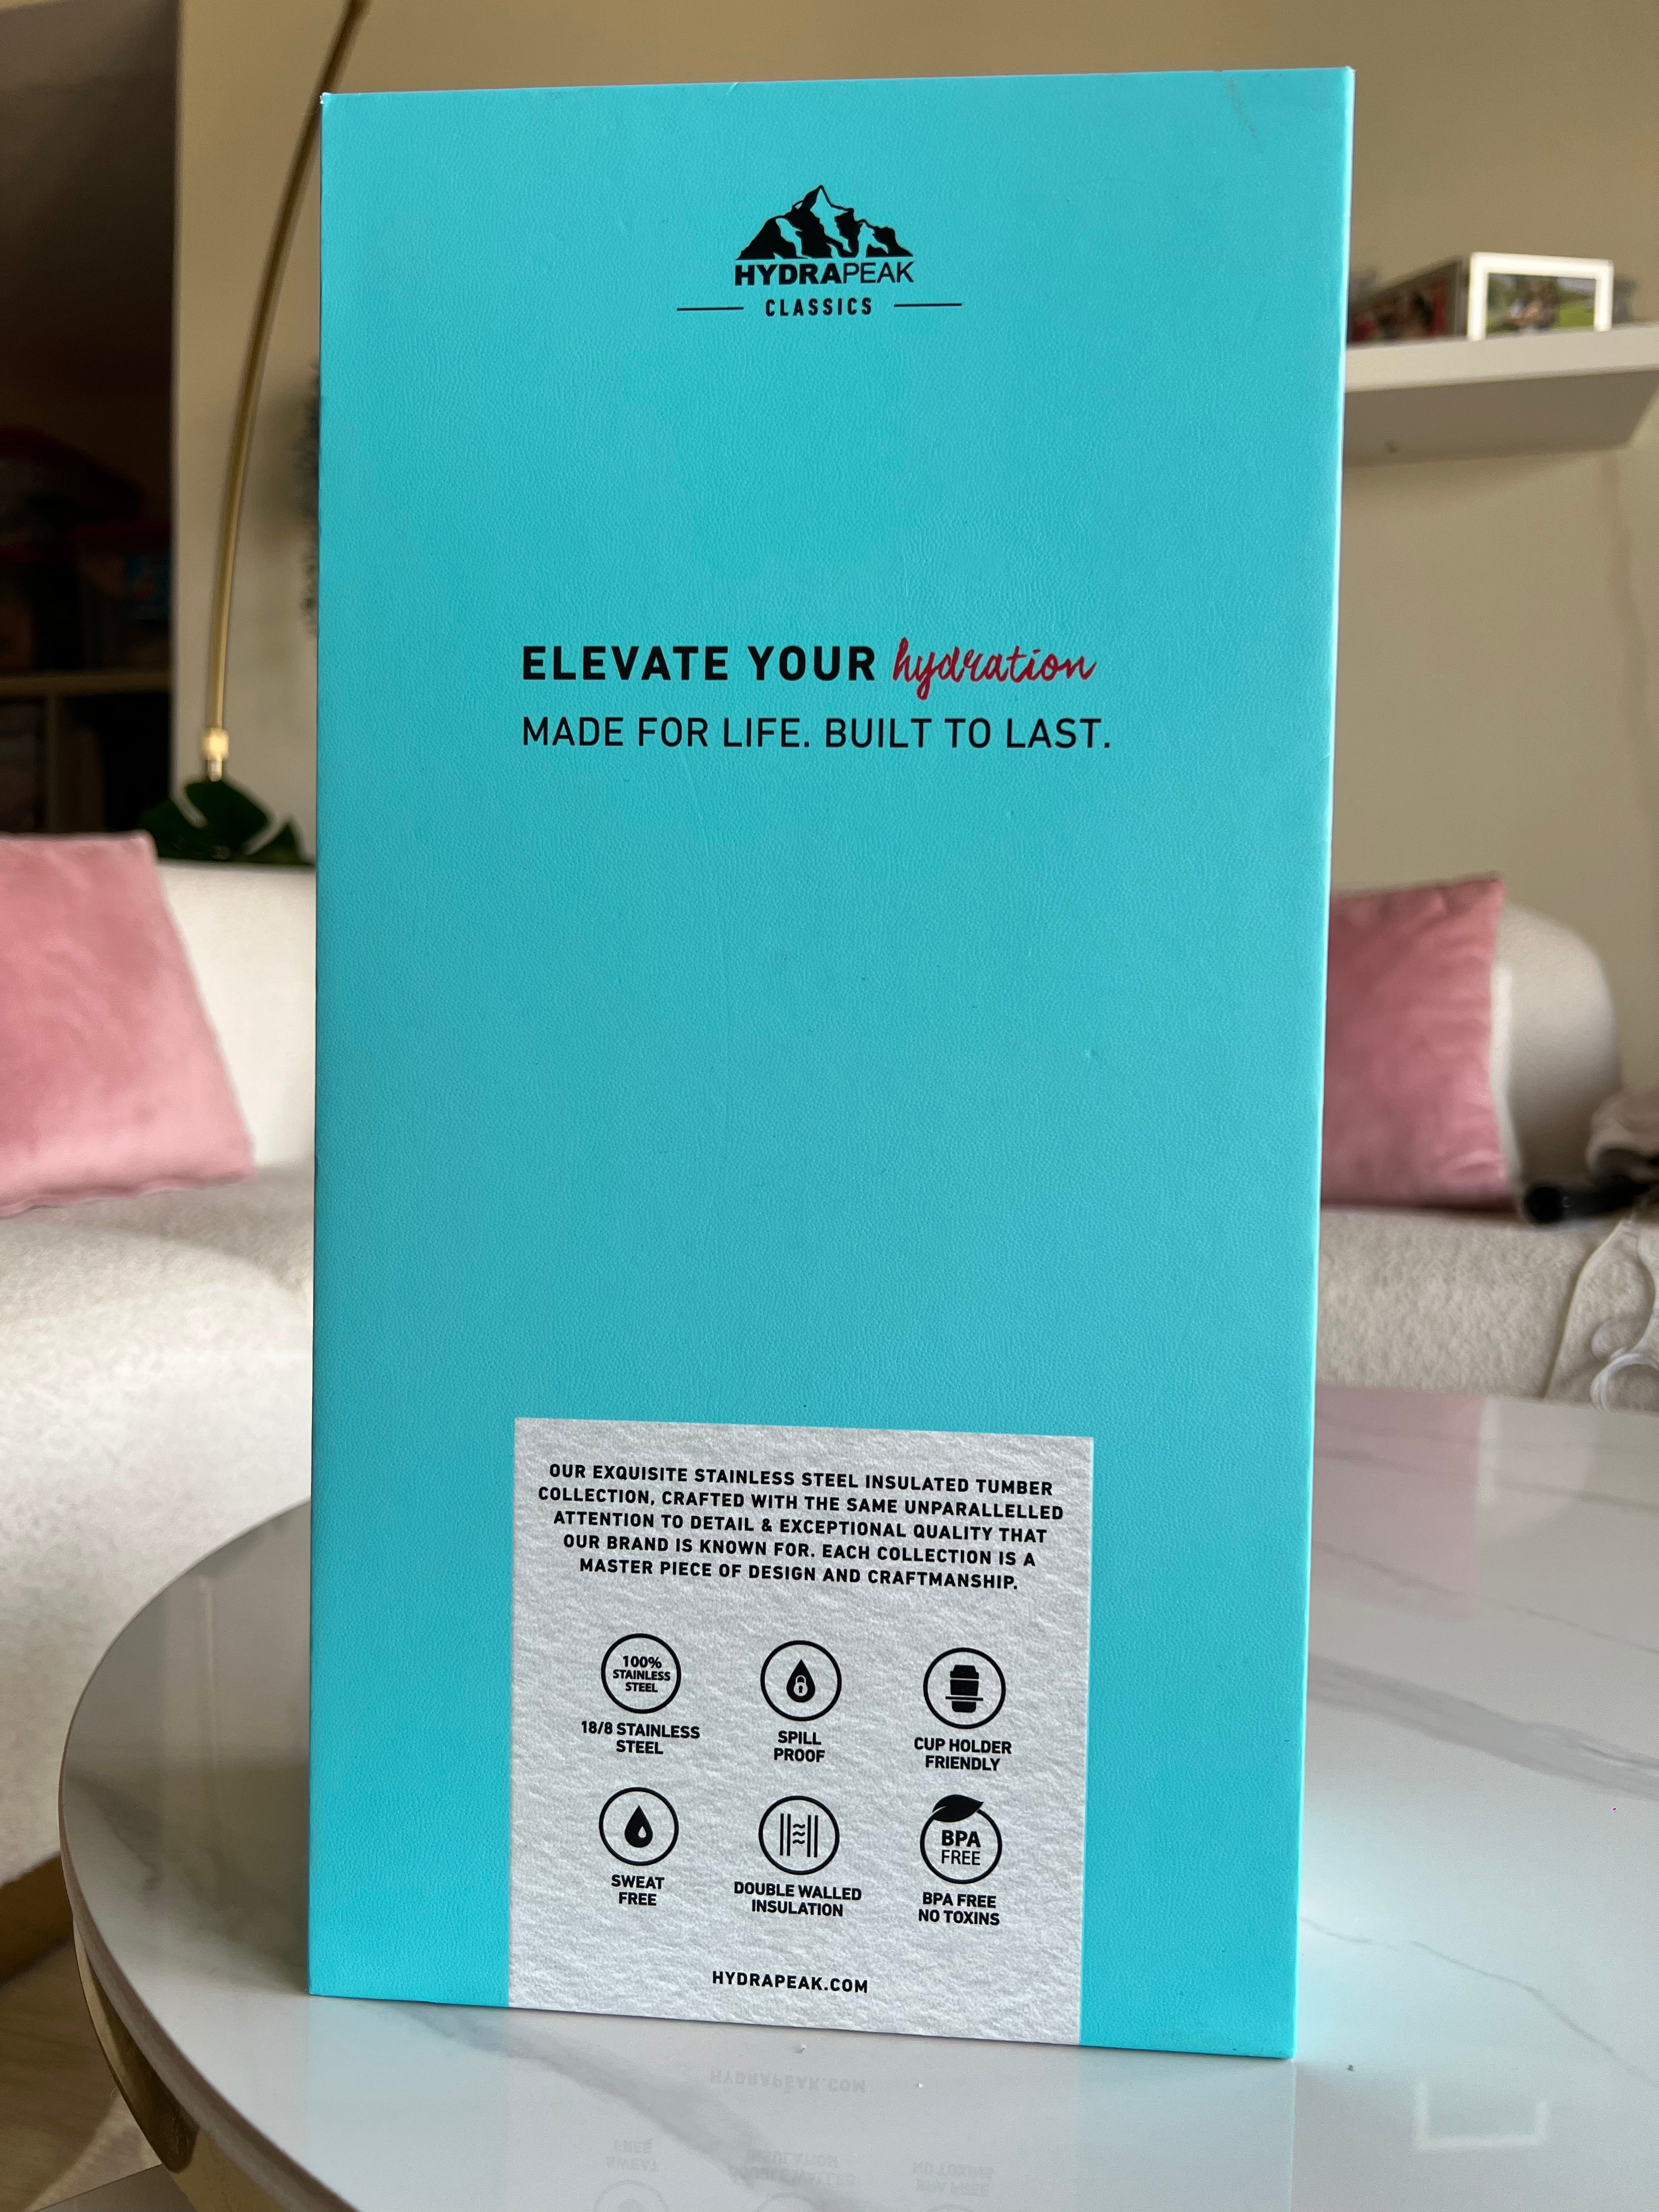 HYDRAPEAK
CLASSICS
ELEVATE YOUR hydration
MADE FOR LIFE. BUILT TO LAST.
OUR EXQUISITE STAINLESS STEEL INSULATED TUMBER
COLLECTION, CRAFTED WITH THE SAME UNPARALLELLED
ATTENTION TO DETAIL & EXCEPTIONAL QUALITY THAT
OUR BRAND IS KNOWN FOR. EACH COLLECTION IS A
MASTER PIECE OF DESIGN AND CRAFTMANSHIP.
100%
STAINLESS
STEEL
18/8 STAINLESS
STEEL
SPILL
PROOF
CUP HOLDER
FRIENDLY
SWEAT
FREE
DOUBLE WALLED
INSULATION
BPA
FREE
BPA FREE
NO TOXINS
HYDRAPEAK.COM